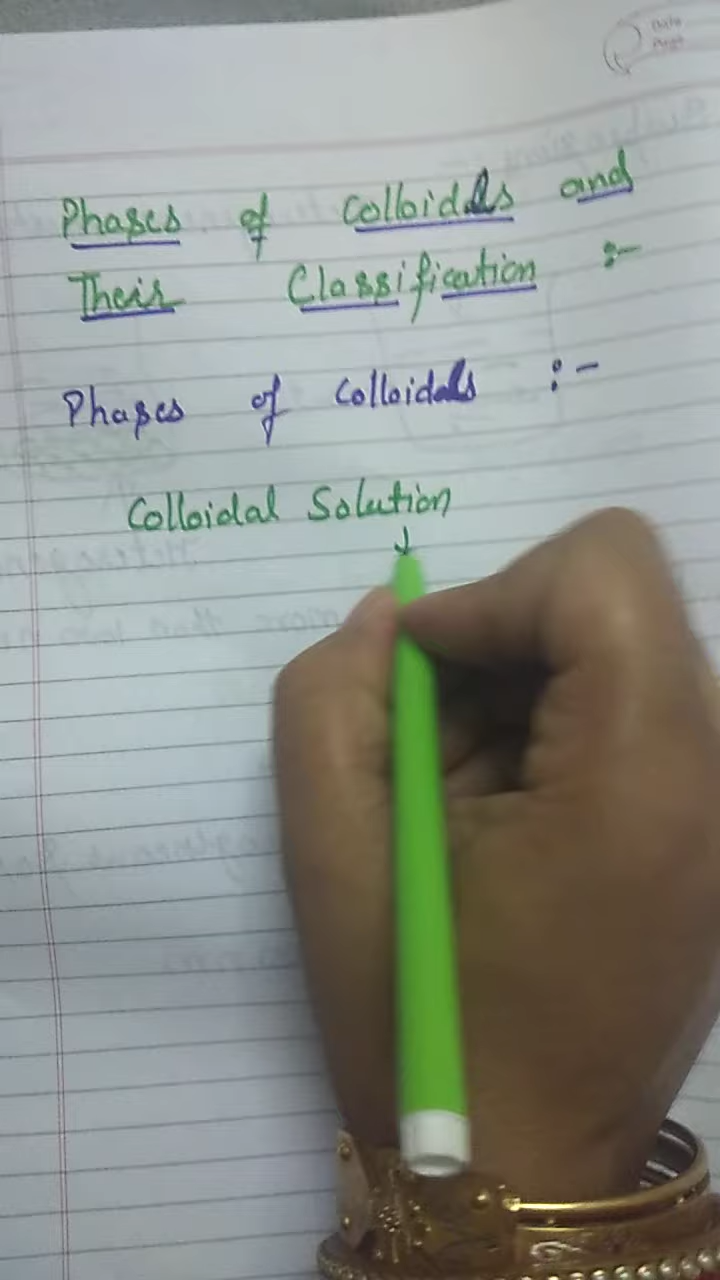 Phases of Colloids and
Their Classification :-
Phases of Colloids :-
Colloidal Solution